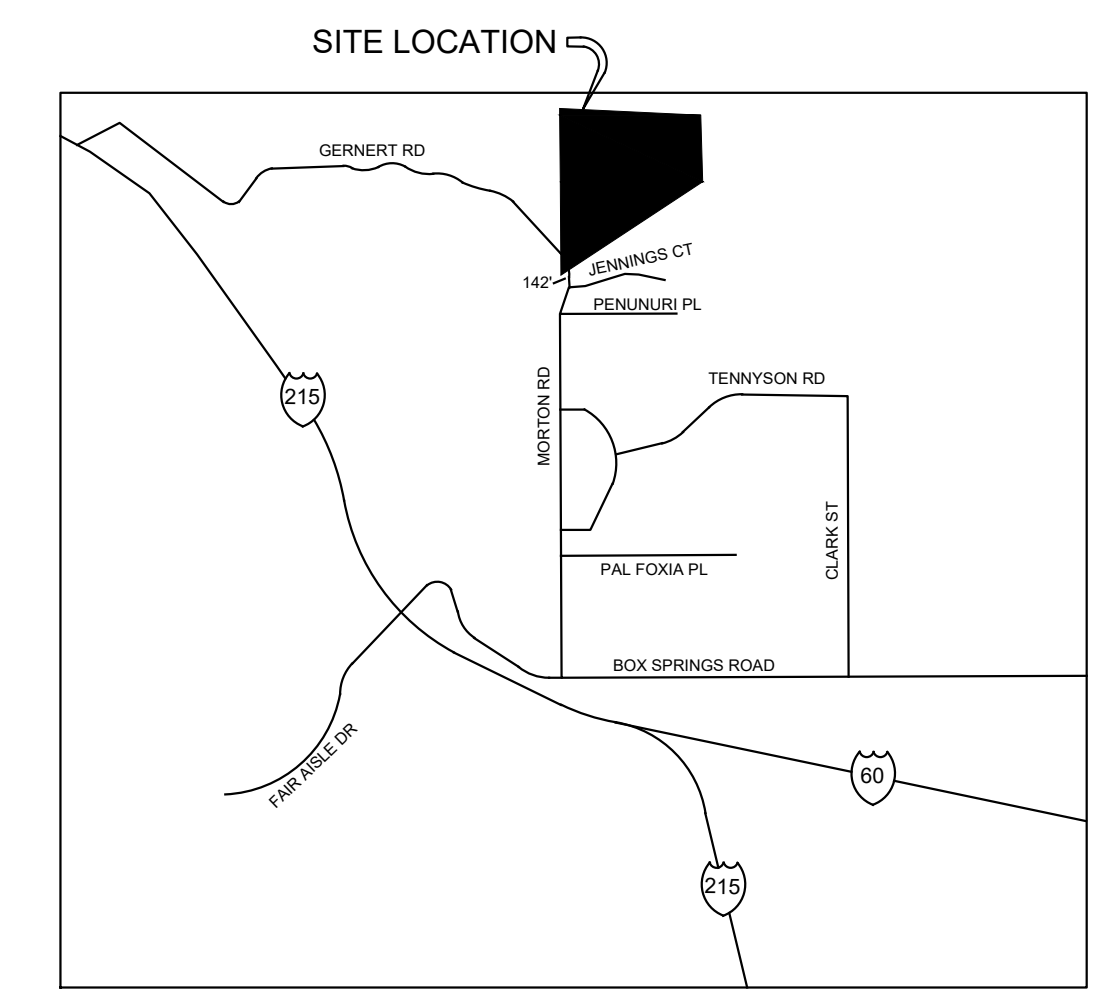 SITE LOCATION
GERNERT RD
JENNINGS CT
142'
PENUNURI PL
MORTON RD
TENNYSON RD
215
CLARK ST
PAL FOXIA PL
BOX SPRINGS ROAD
FAIR AISLE DR
60
215